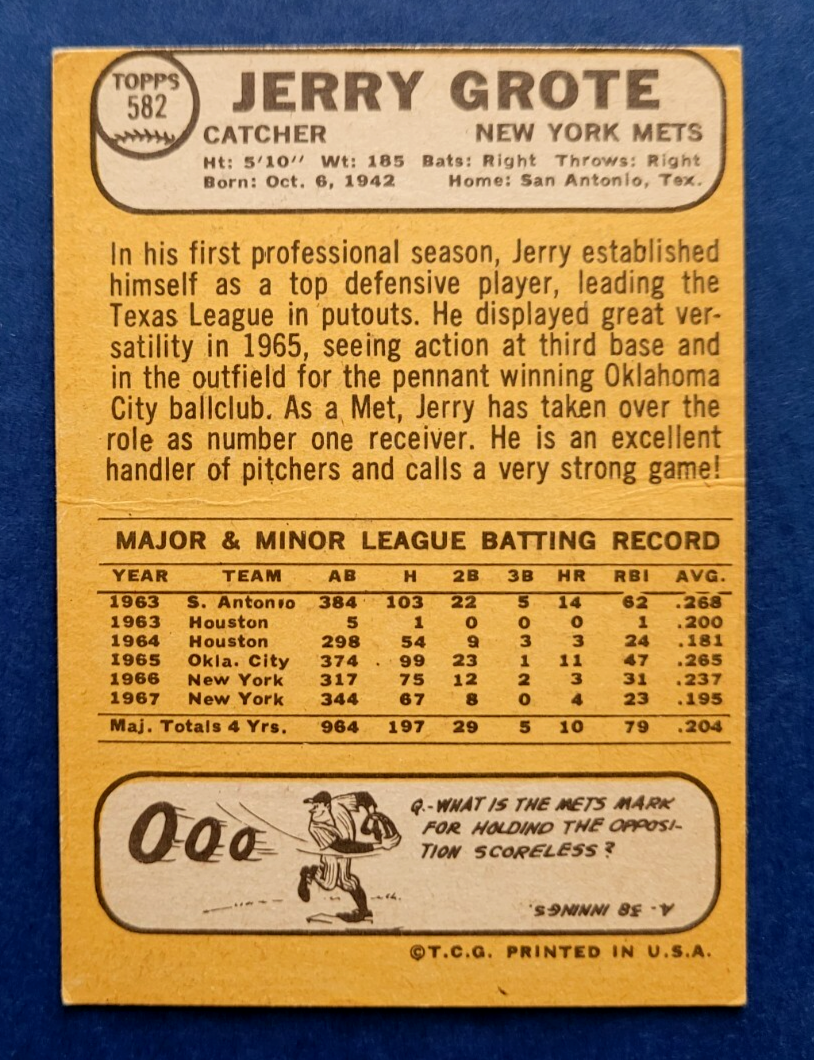 TOPPS
582
JERRY GROTE
CATCHER NEW YORK METS
Ht: 5'10" Wt: 185 Bats: Right Throws: Right
Born: Oct. 6, 1942 Home: San Antonio, Tex.
In his first professional season, Jerry established
himself as a top defensive player, leading the
Texas League in putouts. He displayed great ver-
satility in 1965, seeing action at third base and
in the outfield for the pennant winning Oklahoma
City ballclub. As a Met, Jerry has taken over the
role as number one receiver. He is an excellent
handler of pitchers and calls a very strong game!
MAJOR & MINOR LEAGUE BATTING RECORD
YEAR TEAM AB H 2B 3B HR RBI AVG.
1963 S. Antonio 384 103 22 5 14 62 .268
1963 Houston 5 1 0 0 0 1 .200
1964 Houston 298 54 9 3 3 24 .181
1965 Okla. City 374 99 23 1 11 47 .265
1966 New York 317 75 12 2 3 31 .237
1967 New York 344 67 8 0 4 23 .195
Maj. Totals 4 Yrs. 964 197 29 5 10 79 .204
000
Q.-WHAT IS THE METS MARK
FOR HOLDIND THE OPPOSI-
TION SCORELESS?
A - 38 INNINGS.
©T.C.G. PRINTED IN U.S.A.